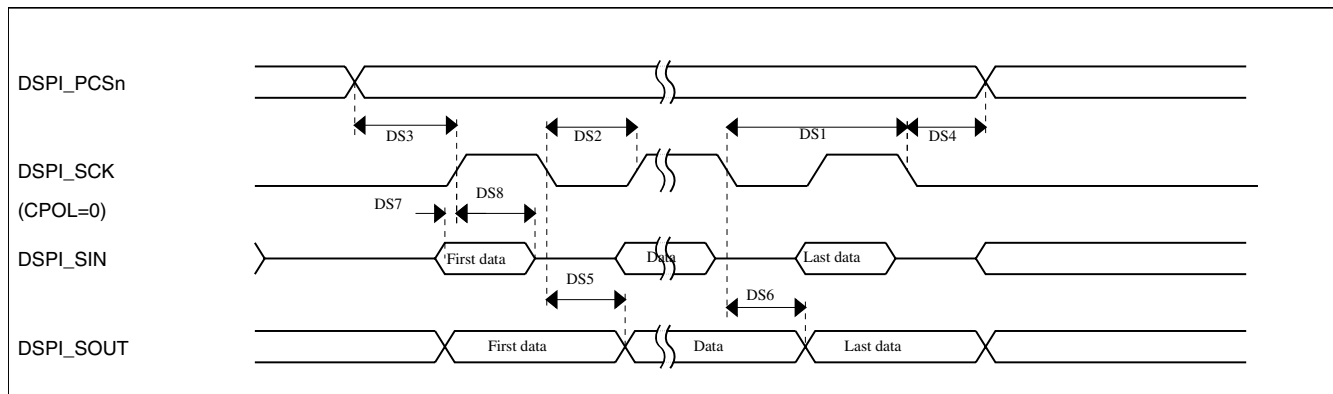 DSPI_PCSn
DS3
DS2
DS1
DS4
DSPI_SCK
(CPOL=0)
DS7
DS8
DSPI_SIN
First data
Data
Last data
DS5
DS6
DSPI_SOUT
First data
Data
Last data